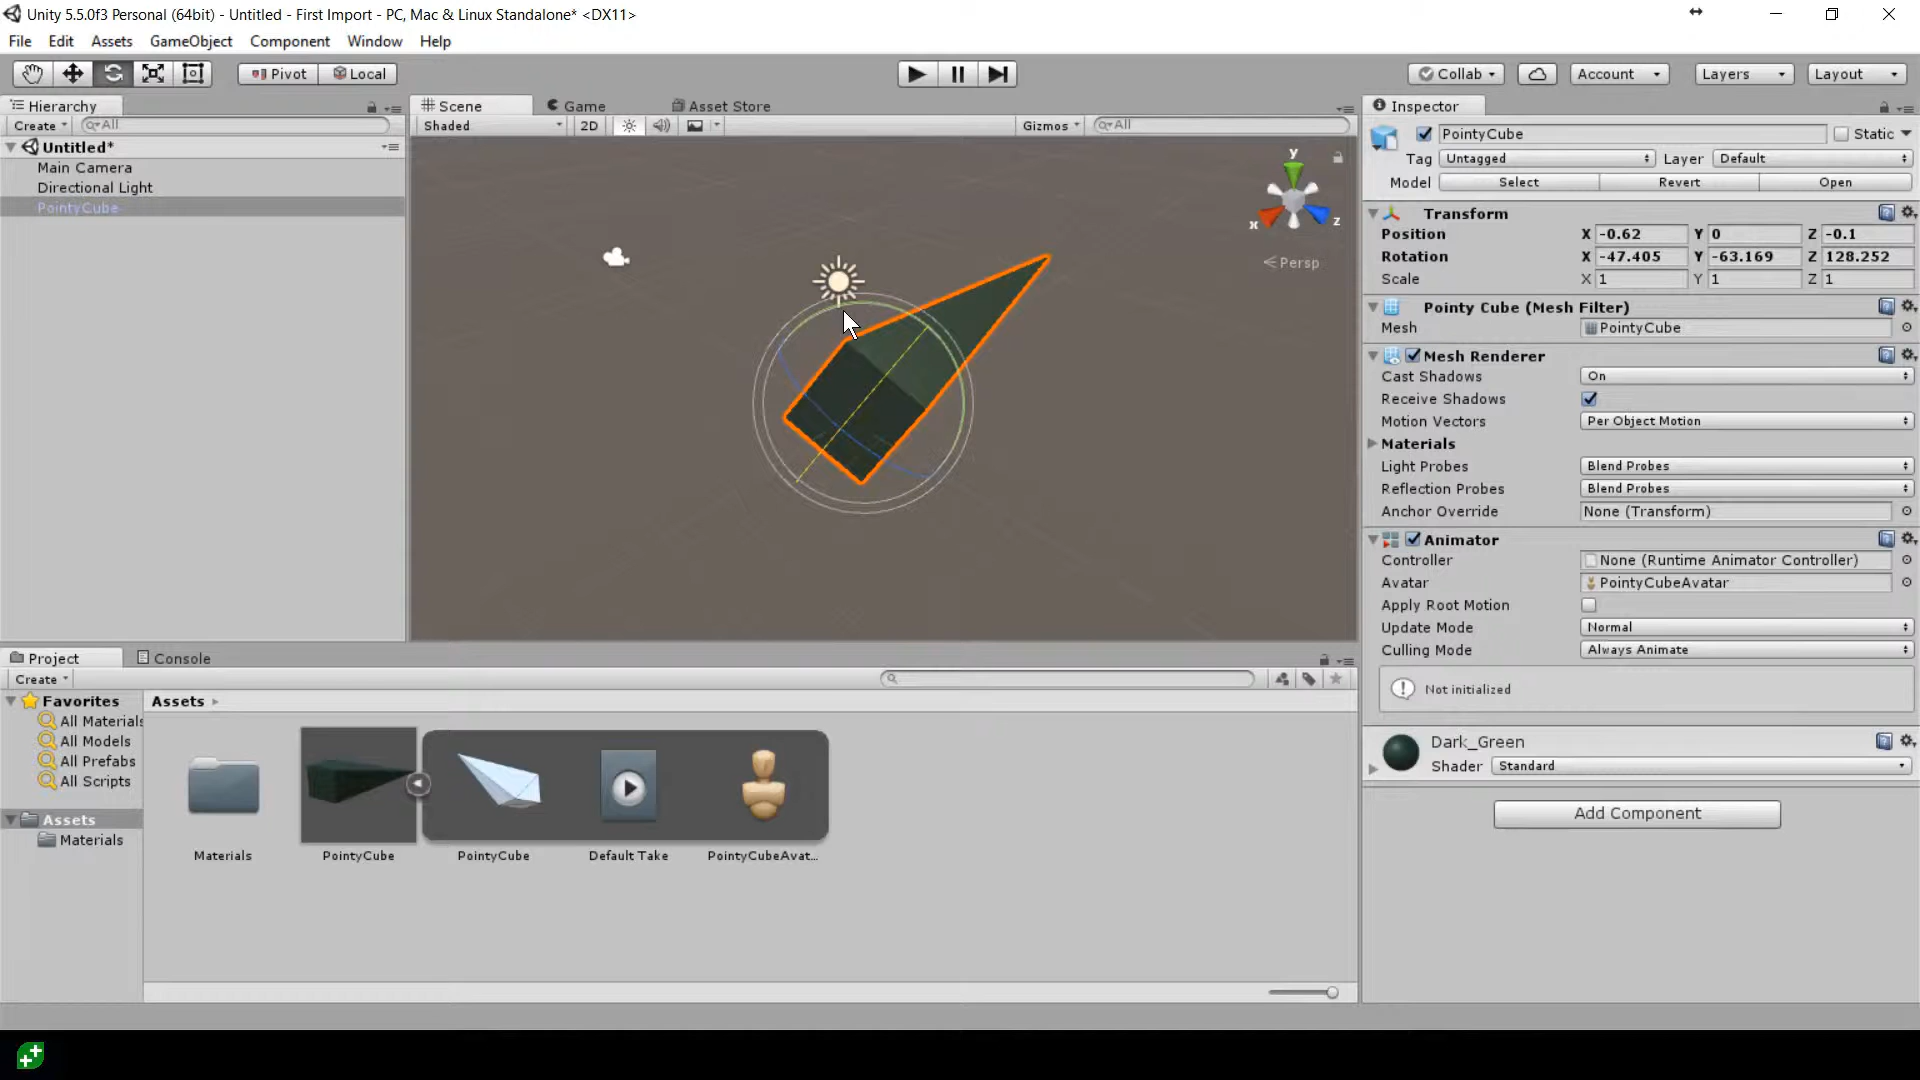 Unity 5.5.0f3 Personal (64bit) - Untitled - First Import - PC, Mac & Linux Standalone* <DX11>
File Edit Assets GameObject Component Window Help
Pivot Local Collab Account Layers Layout
Hierarchy
Create All
Untitled*
Main Camera
Directional Light
PointyCube
Scene Game Asset Store
Shaded 2D Gizmos All
y
x
z
Persp
Inspector
PointyCube Static
Tag Untagged Layer Default
Model Select Revert Open
Transform
Position X -0.62 Y 0 Z -0.1
Rotation X -47.405 Y -63.169 Z 128.252
Scale X 1 Y 1 Z 1
Pointy Cube (Mesh Filter)
Mesh PointyCube
Mesh Renderer
Cast Shadows On
Receive Shadows
Motion Vectors Per Object Motion
Materials
Light Probes Blend Probes
Reflection Probes Blend Probes
Anchor Override None (Transform)
Animator
Controller None (Runtime Animator Controller)
Avatar PointyCubeAvatar
Apply Root Motion
Update Mode Normal
Culling Mode Always Animate
Not initialized
Dark_Green
Shader Standard
Add Component
Project Console
Create
Favorites
All Materials
All Models
All Prefabs
All Scripts
Assets
Materials
Assets
Materials PointyCube PointyCube Default Take PointyCubeAvat...